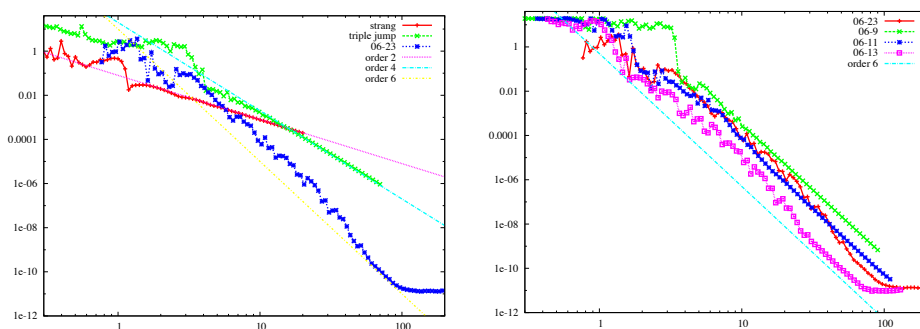 strang
triple jump
06-23
order 2
order 4
order 6
1
0.01
0.0001
1e-06
1e-08
1e-10
1e-12
1
10
100
06-23
06-9
06-11
06-13
order 6
1
0.01
0.0001
1e-06
1e-08
1e-10
1e-12
1
10
100